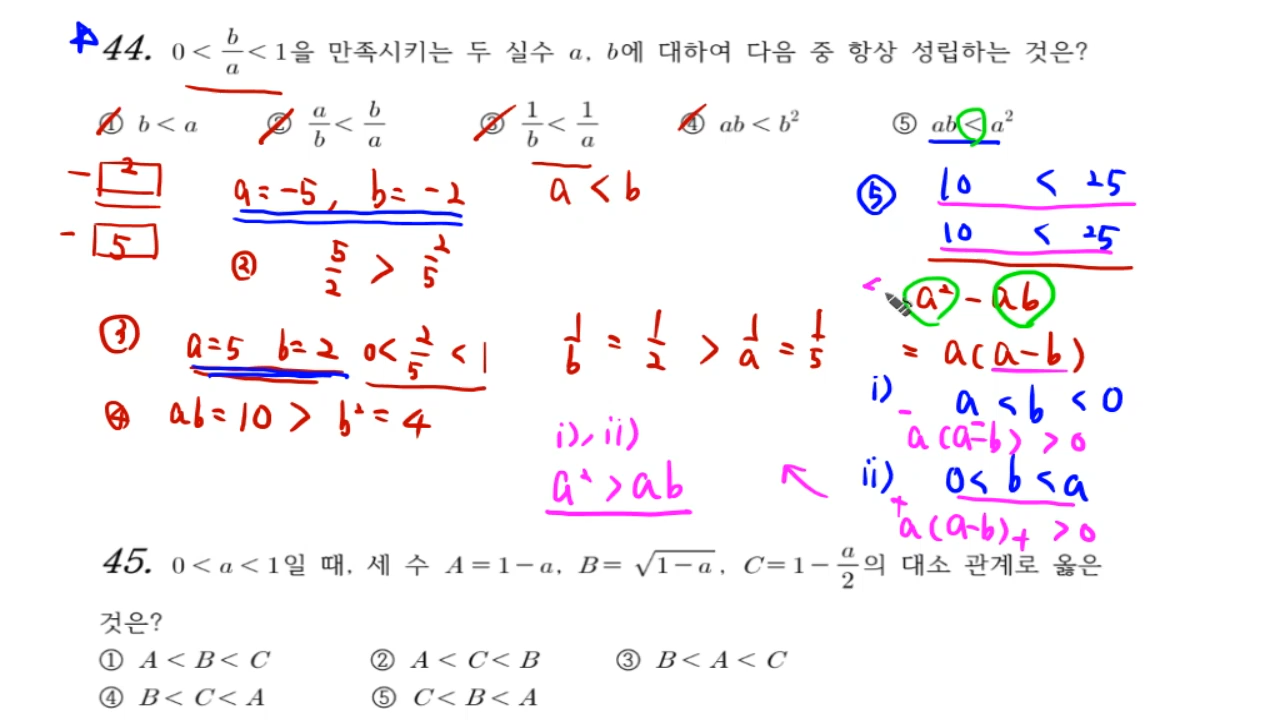 44. 0 < b/a < 1을 만족시키는 두 실수 a, b에 대하여 다음 중 항상 성립하는 것은?
① b < a ② a/b < b/a ③ 1/b < 1/a ④ ab < b² ⑤ ab < a²
- 2
- 5
a = -5, b = -2
② 5/2 > 2/5
a < b
③ a = 5 b = 2 0 < 2/5 < 1
1/b = 1/2 > 1/a = 1/5
④ ab = 10 > b² = 4
i), ii)
a² > ab
⑤ 10 < 25
10 < 25
< a² - ab
= a(a-b)
i) a < b < 0
- -
a(a-b) > 0
ii) 0 < b < a
+ a(a-b)+ > 0
45. 0 < a < 1일 때, 세 수 A = 1 - a, B = √(1-a), C = 1 - a/2의 대소 관계로 옳은
것은?
① A < B < C ② A < C < B ③ B < A < C
④ B < C < A ⑤ C < B < A